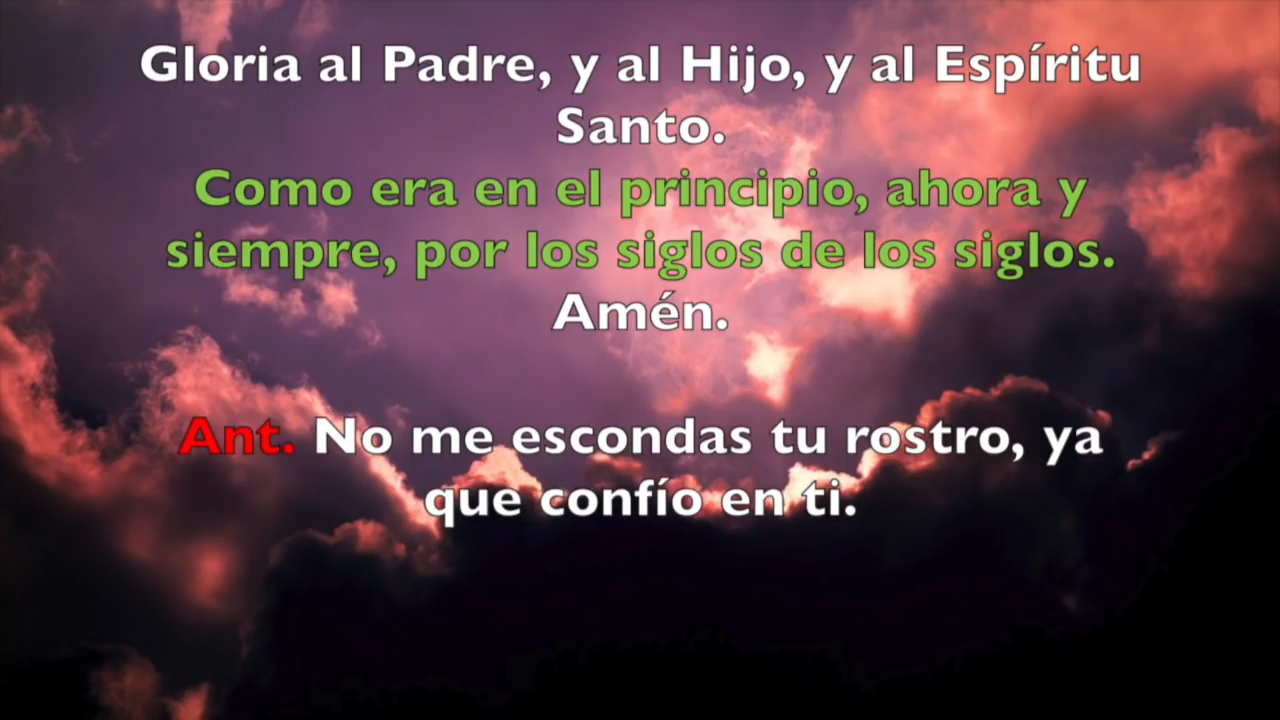 Gloria al Padre, y al Hijo, y al Espíritu
Santo.
Como era en el principio, ahora y
siempre, por los siglos de los siglos.
Amén.
Ant. No me escondas tu rostro, ya
que confío en ti.